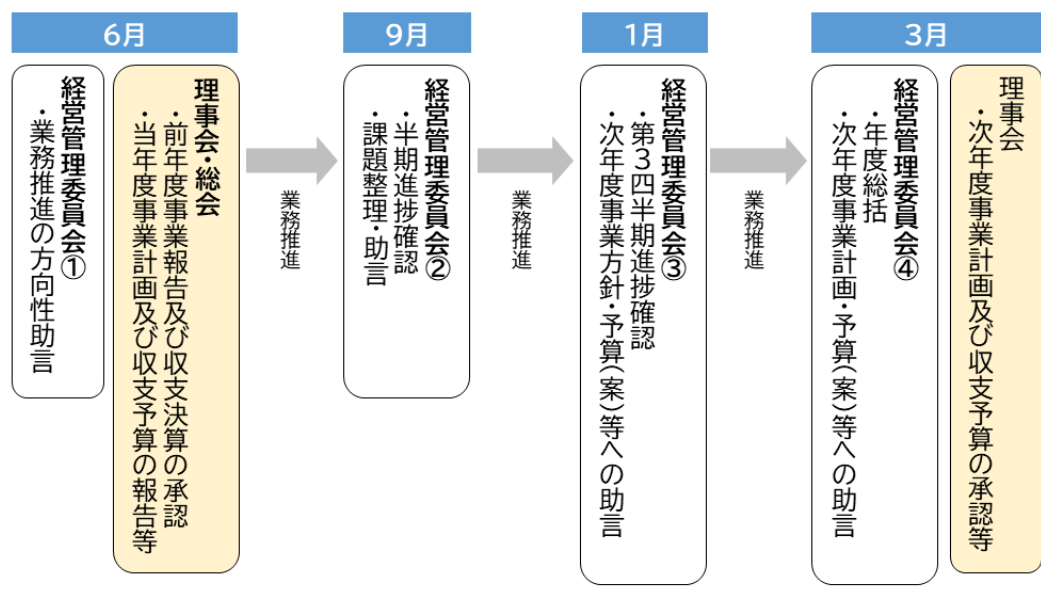 6月
経営管理委員会①
・業務推進の方向性助言
理事会・総会
・前年度事業報告及び収支決算の承認
・当年度事業計画及び収支予算の報告等
業務推進
9月
経営管理委員会②
・半期進捗確認
・課題整理・助言
業務推進
1月
経営管理委員会③
・第3四半期進捗確認
・次年度事業方針・予算(案)等への助言
業務推進
3月
経営管理委員会④
・年度総括
・次年度事業計画・予算(案)等への助言
理事会
・次年度事業計画及び収支予算の承認等